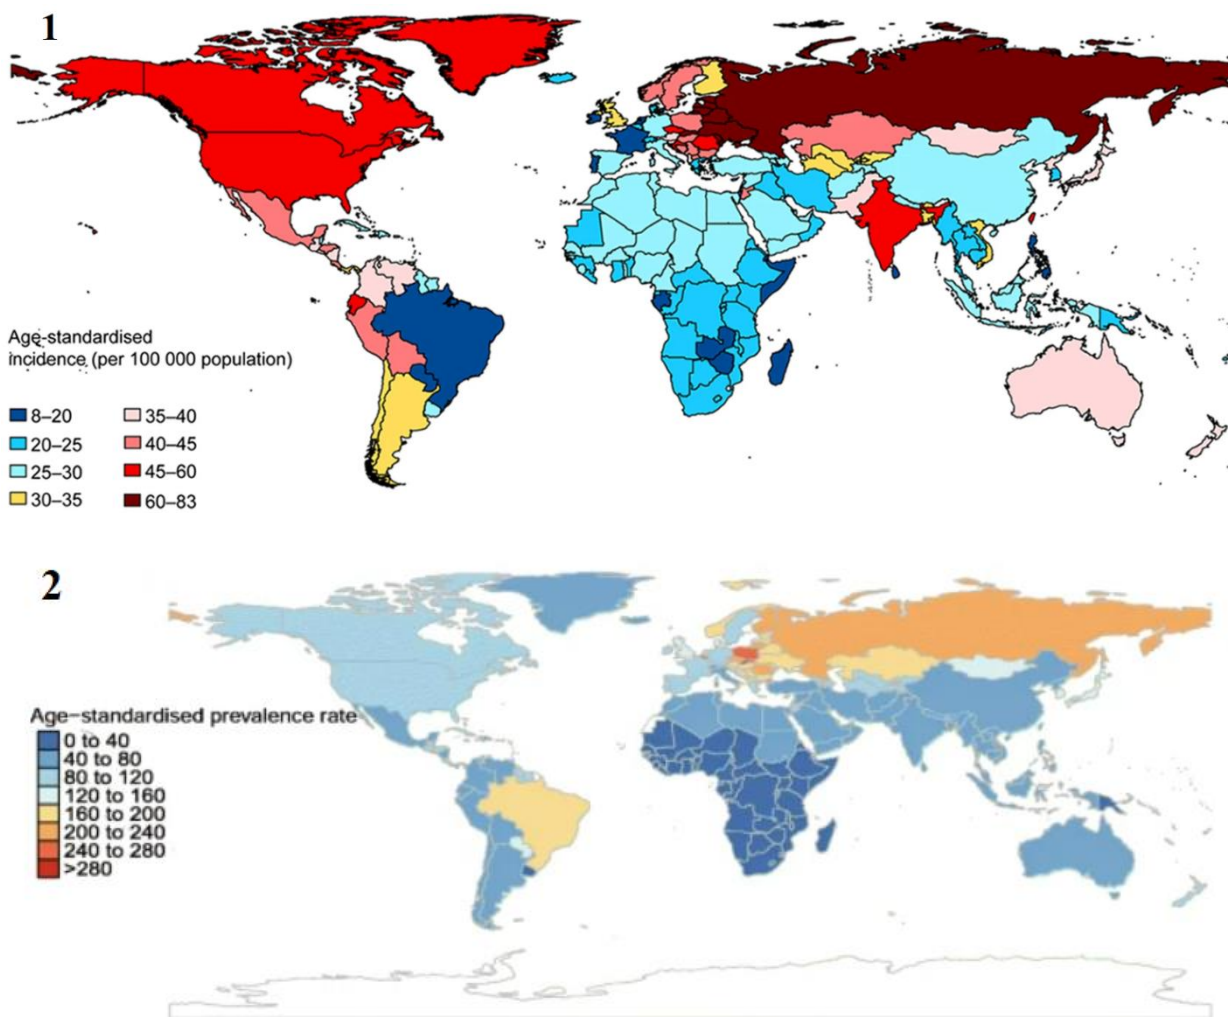 1
Age-standardised
incidence (per 100 000 population)
8–20
35–40
20–25
40–45
25–30
45–60
30–35
60–83
2
Age−standardised prevalence rate
0 to 40
40 to 80
80 to 120
120 to 160
160 to 200
200 to 240
240 to 280
>280